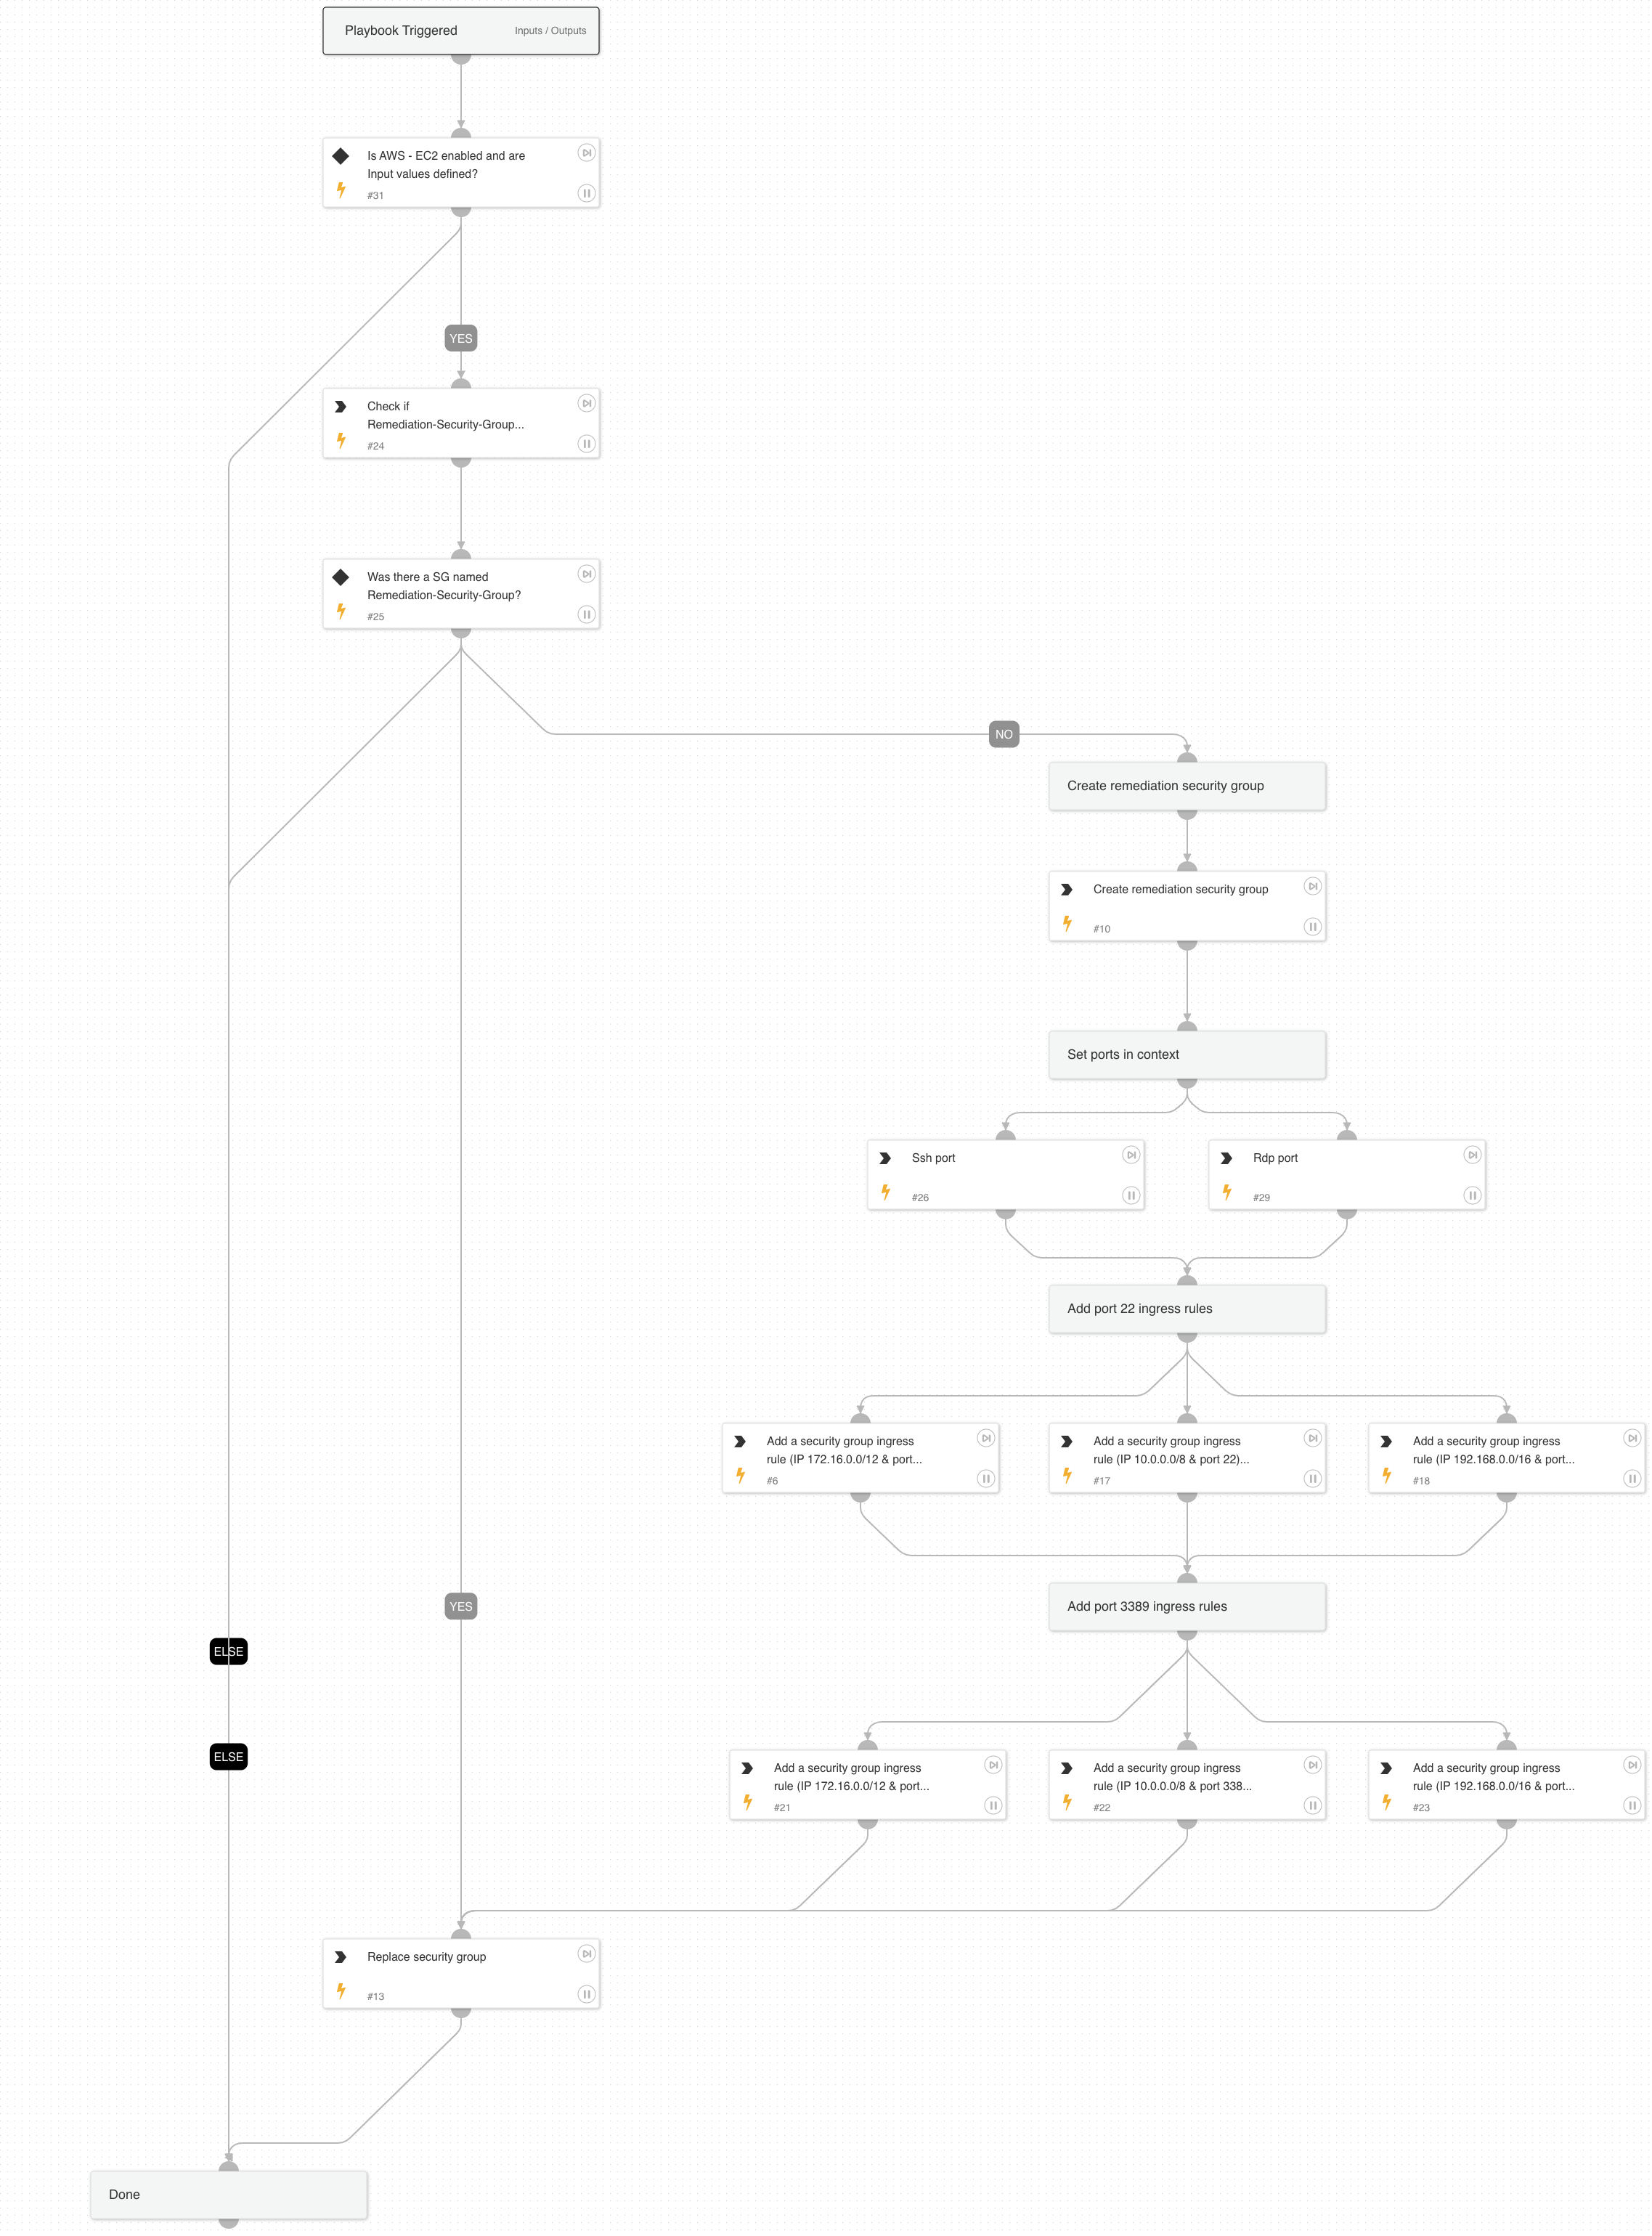 Playbook Triggered
Inputs / Outputs
Is AWS - EC2 enabled and are
Input values defined?
#31
YES
Check if
Remediation-Security-Group...
#24
Was there a SG named
Remediation-Security-Group?
#25
NO
Create remediation security group
Create remediation security group
#10
Set ports in context
Ssh port
#26
Rdp port
#29
Add port 22 ingress rules
Add a security group ingress
rule (IP 172.16.0.0/12 & port...
#6
Add a security group ingress
rule (IP 10.0.0.0/8 & port 22)...
#17
Add a security group ingress
rule (IP 192.168.0.0/16 & port...
#18
Add port 3389 ingress rules
YES
ELSE
ELSE
Add a security group ingress
rule (IP 172.16.0.0/12 & port...
#21
Add a security group ingress
rule (IP 10.0.0.0/8 & port 338...
#22
Add a security group ingress
rule (IP 192.168.0.0/16 & port...
#23
Replace security group
#13
Done